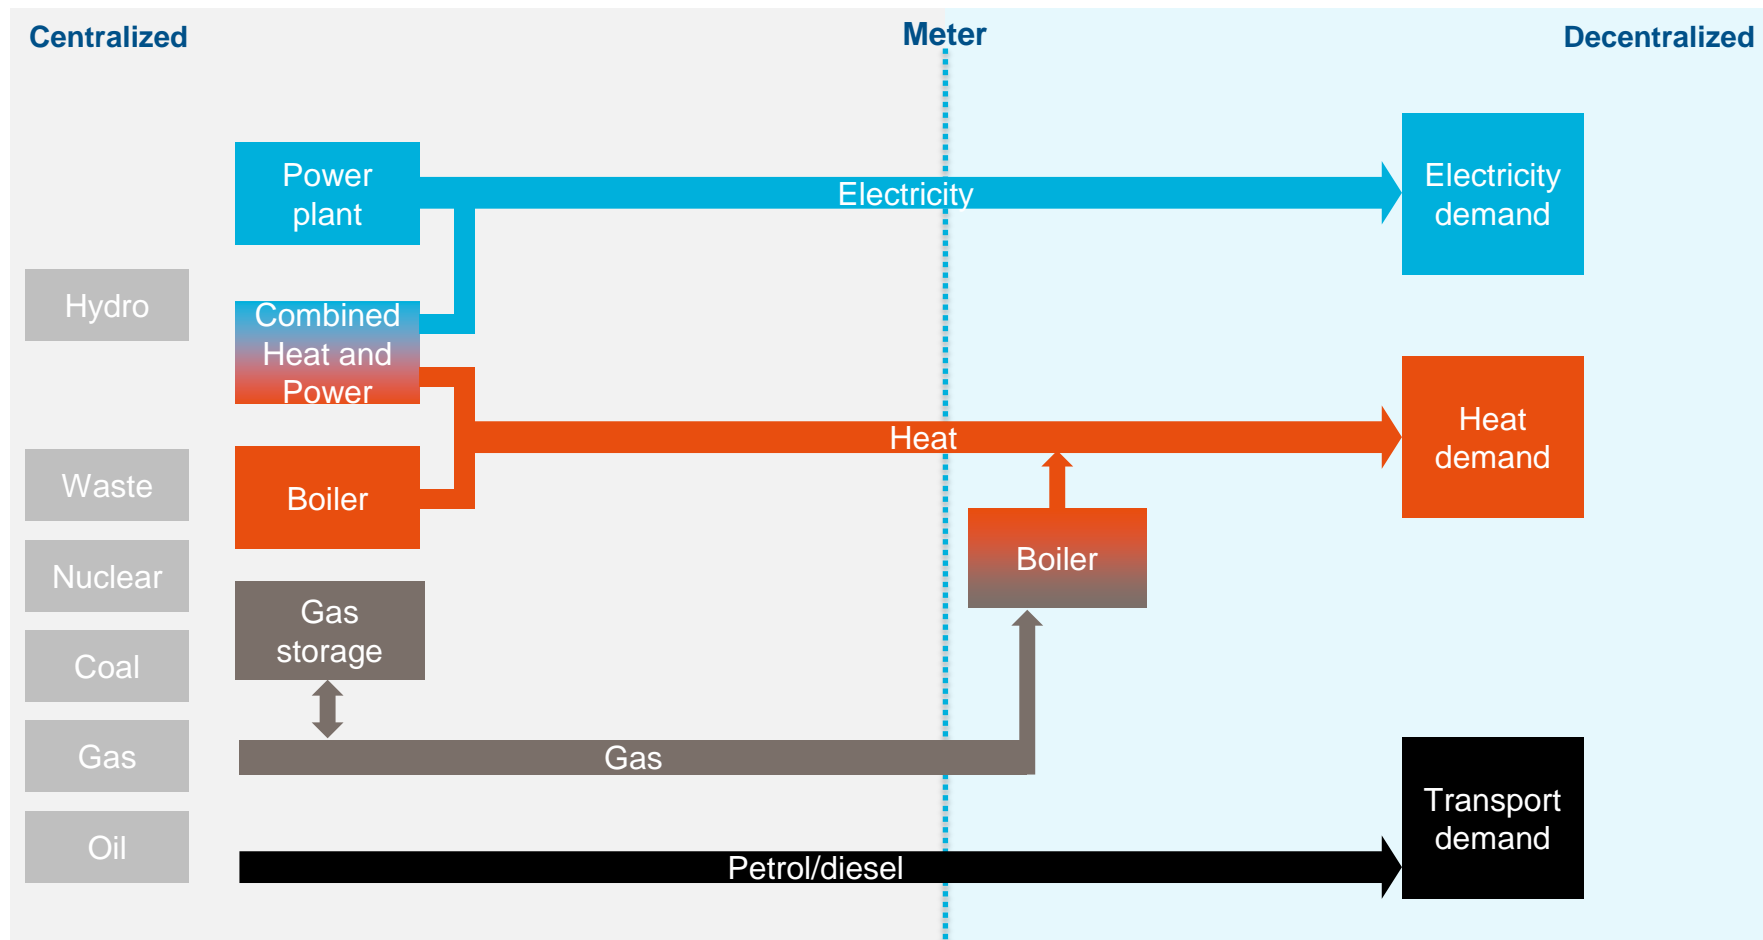 Centralized
Meter
Decentralized
Power
plant
Electricity
Electricity
demand
Hydro
Combined
Heat and
Power
Heat
Heat
demand
Waste
Boiler
Boiler
Nuclear
Gas
storage
Coal
Gas
Gas
Transport
demand
Oil
Petrol/diesel